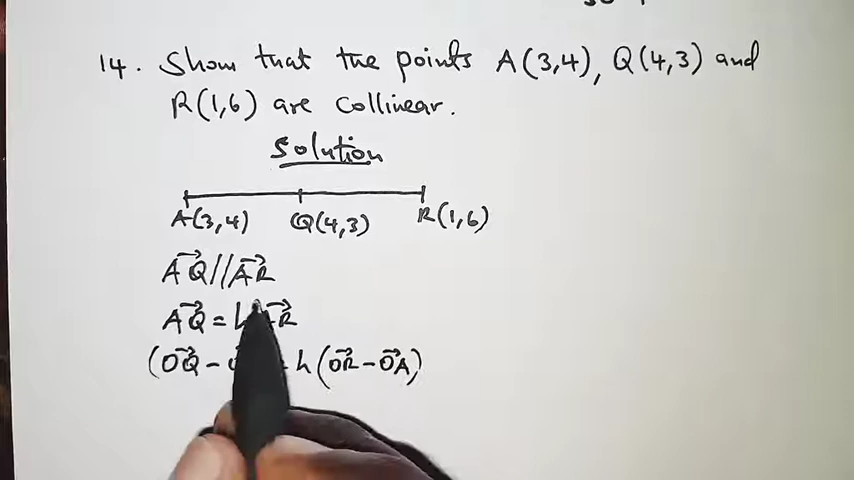 14. Show that the points A(3,4), Q(4,3) and
R(1,6) are collinear.
Solution
A(3,4) Q(4,3) R(1,6)
AQ // AR
AQ = R
(OQ - h(OR - OA)